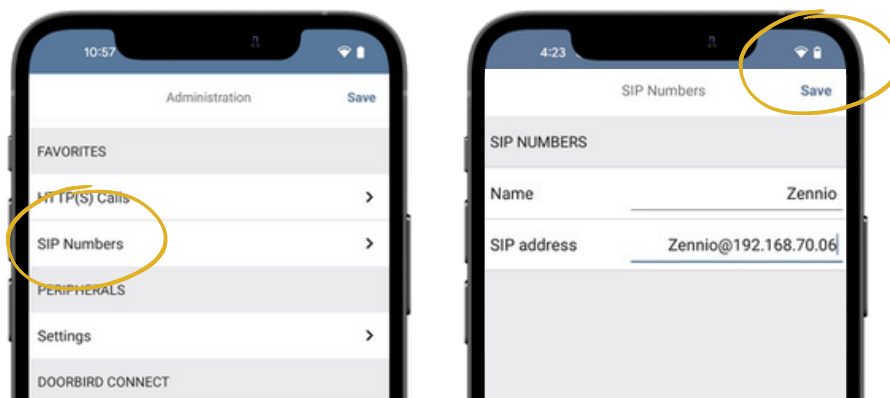 10:57
Administration
Save
FAVORITES
HTTP(S) Calls
SIP Numbers
PERIPHERALS
Settings
DOORBIRD CONNECT
4:23
SIP Numbers
Save
SIP NUMBERS
Name
Zennio
SIP address
Zennio@192.168.70.06